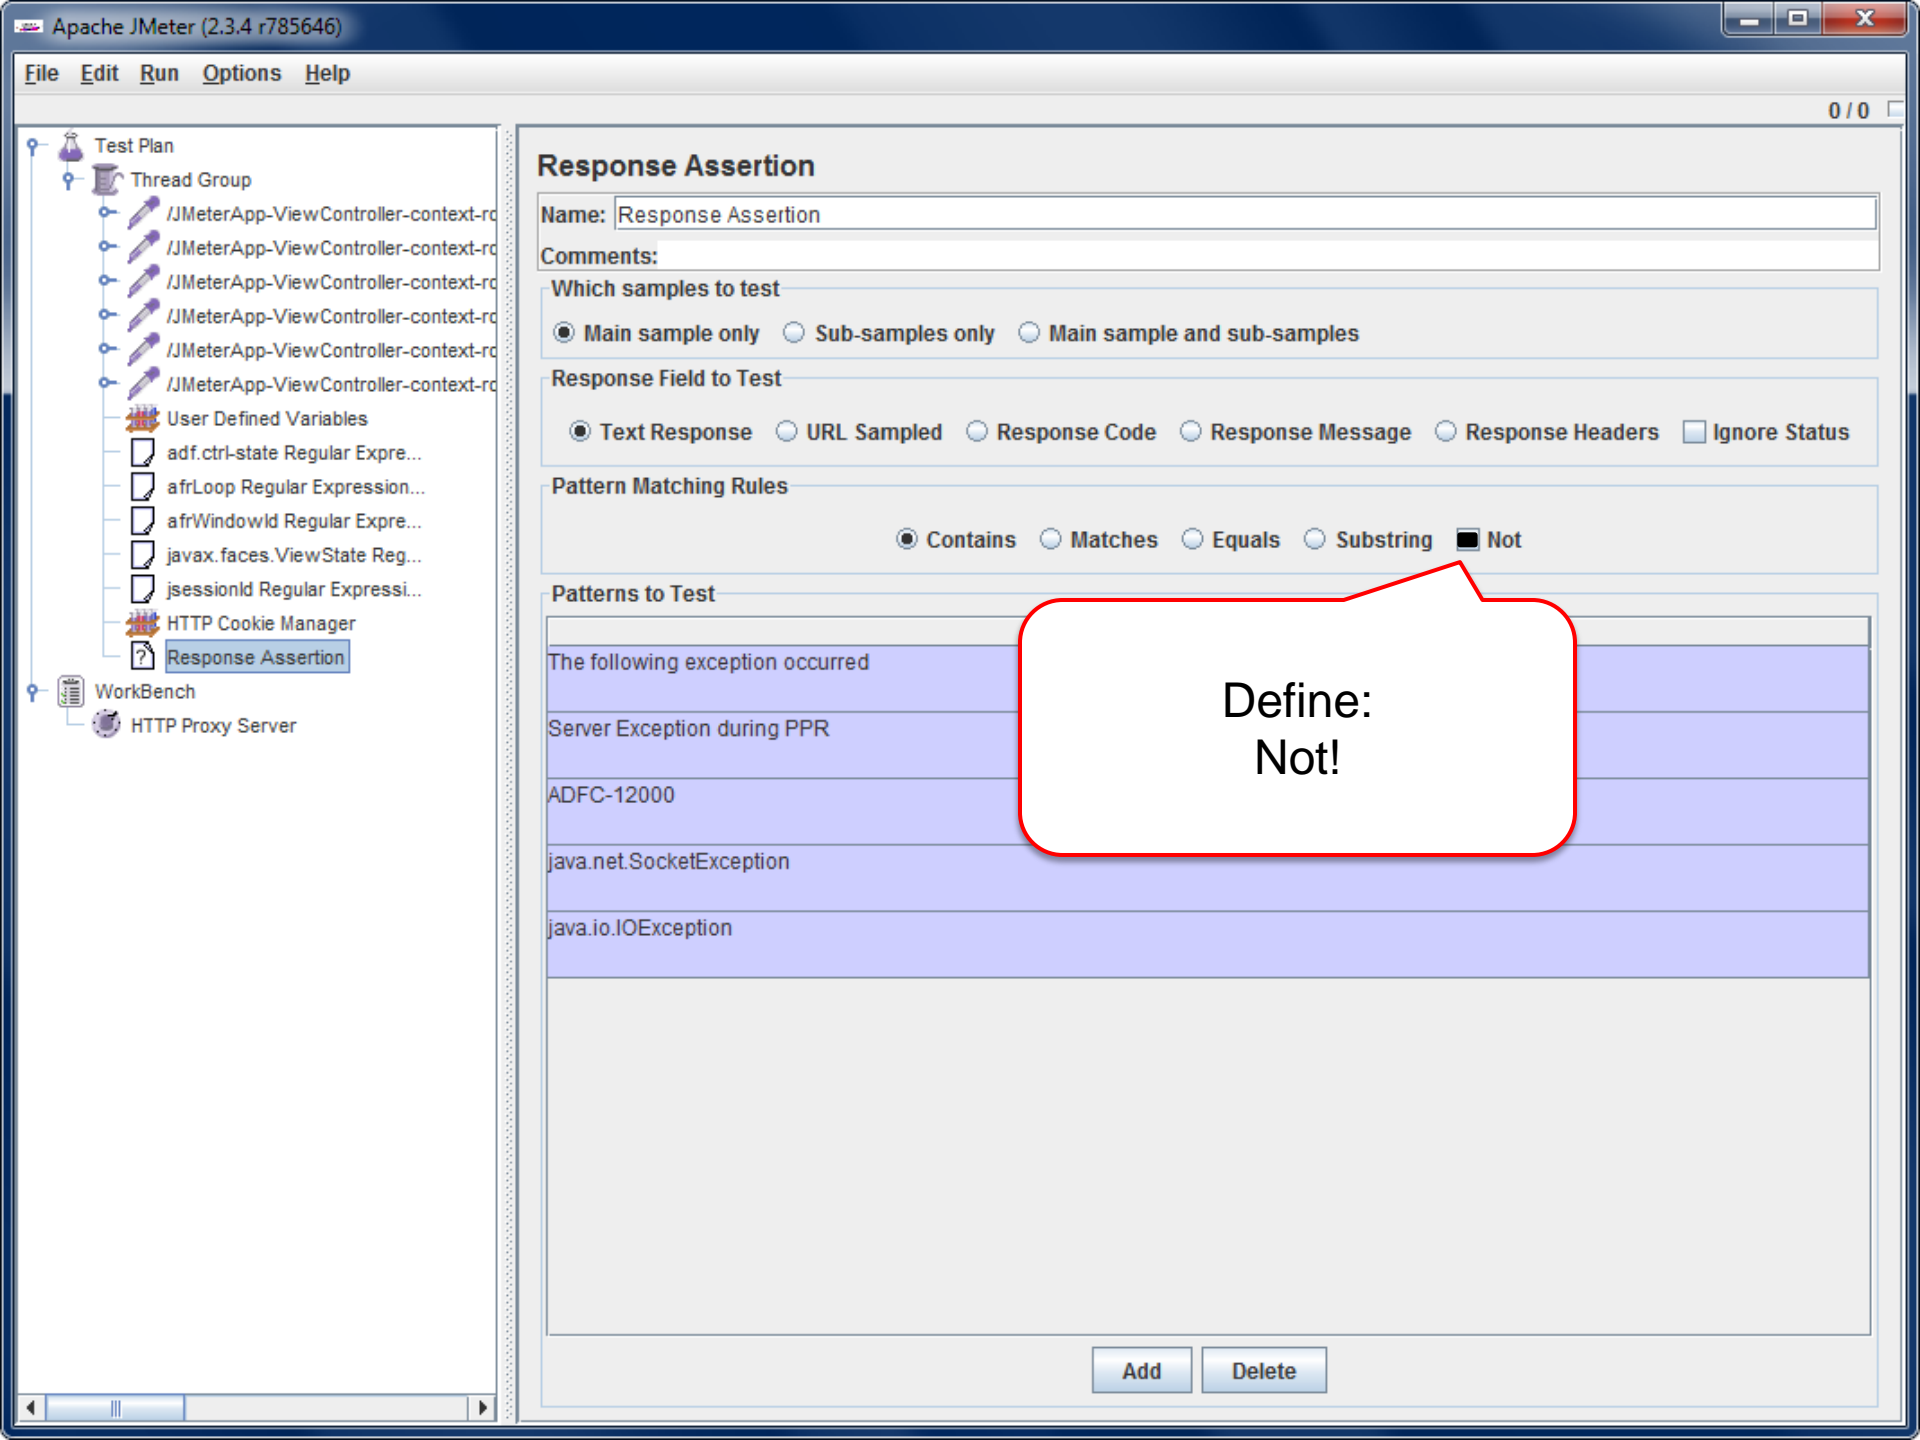 Apache JMeter (2.3.4 r785646)
File Edit Run Options Help
0 / 0
Test Plan
Thread Group
/JMeterApp-ViewController-context-ro
/JMeterApp-ViewController-context-ro
/JMeterApp-ViewController-context-ro
/JMeterApp-ViewController-context-ro
/JMeterApp-ViewController-context-ro
/JMeterApp-ViewController-context-ro
User Defined Variables
adf.ctrl-state Regular Expre...
afrLoop Regular Expression...
afrWindowId Regular Expre...
javax.faces.ViewState Reg...
jsessionId Regular Expressi...
HTTP Cookie Manager
Response Assertion
WorkBench
HTTP Proxy Server
Response Assertion
Name: Response Assertion
Comments:
Which samples to test
Main sample only Sub-samples only Main sample and sub-samples
Response Field to Test
Text Response URL Sampled Response Code Response Message Response Headers Ignore Status
Pattern Matching Rules
Contains Matches Equals Substring Not
Patterns to Test
The following exception occurred
Server Exception during PPR
ADFC-12000
java.net.SocketException
java.io.IOException
Define:
Not!
Add Delete